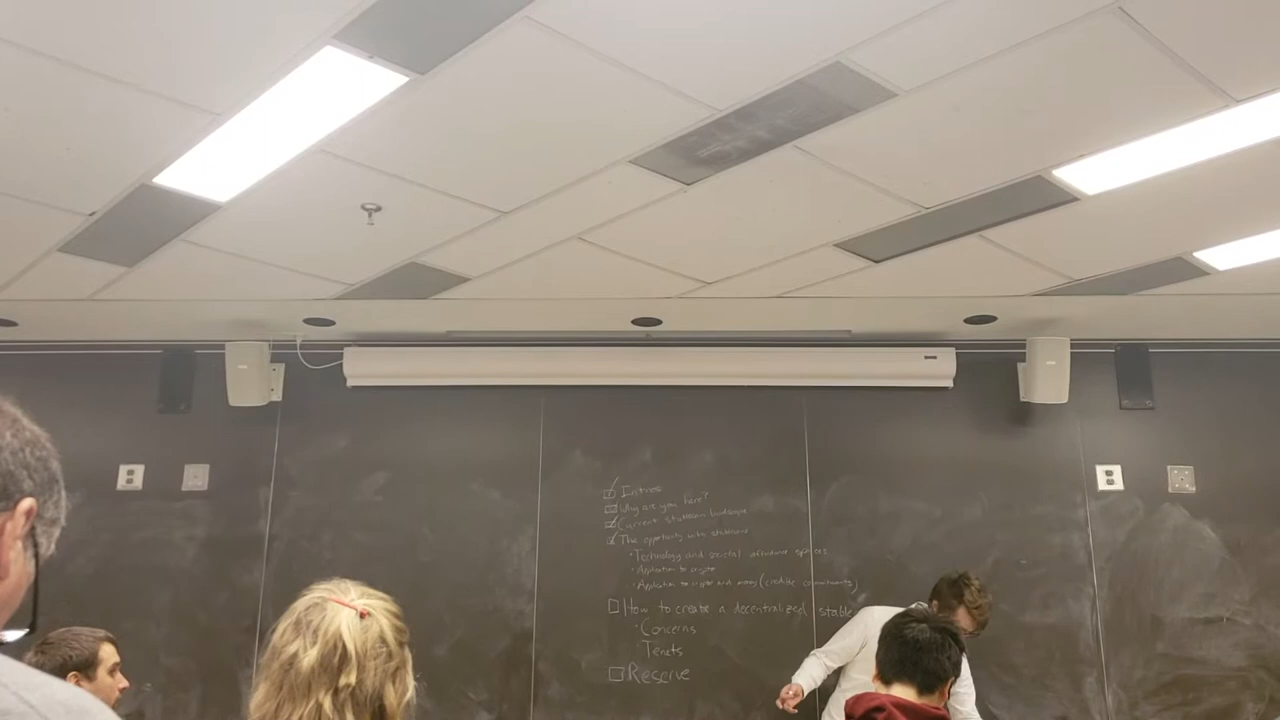 Intros
Why are you here?
Current stablecoin landscape
The opportunity with stablecoins
· Technology and societal affordance spaces
· Application to crypto
· Application to crypto and money (credible commitments)
How to create a decentralized stable
· Concerns
· Tenets
Reserve